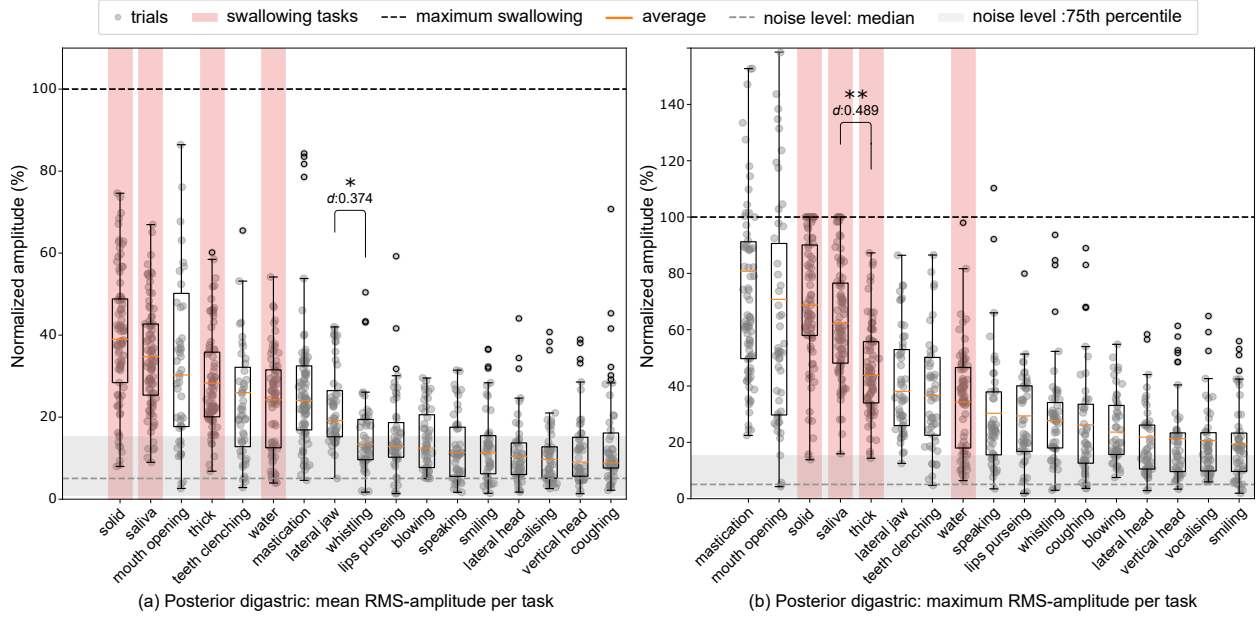 trials swallowing tasks maximum swallowing average noise level: median noise level :75th percentile
Normalized amplitude (%)
100
80
60
40
20
0
*
d:0.374
solid
saliva
mouth opening
thick
teeth clenching
water
mastication
lateral jaw
whistling
lips purseing
blowing
speaking
smiling
lateral head
vocalising
vertical head
coughing
(a) Posterior digastric: mean RMS-amplitude per task
Normalized amplitude (%)
140
120
100
80
60
40
20
0
**
d:0.489
mastication
mouth opening
solid
saliva
thick
lateral jaw
teeth clenching
water
speaking
lips purseing
whistling
coughing
blowing
lateral head
vertical head
vocalising
smiling
(b) Posterior digastric: maximum RMS-amplitude per task